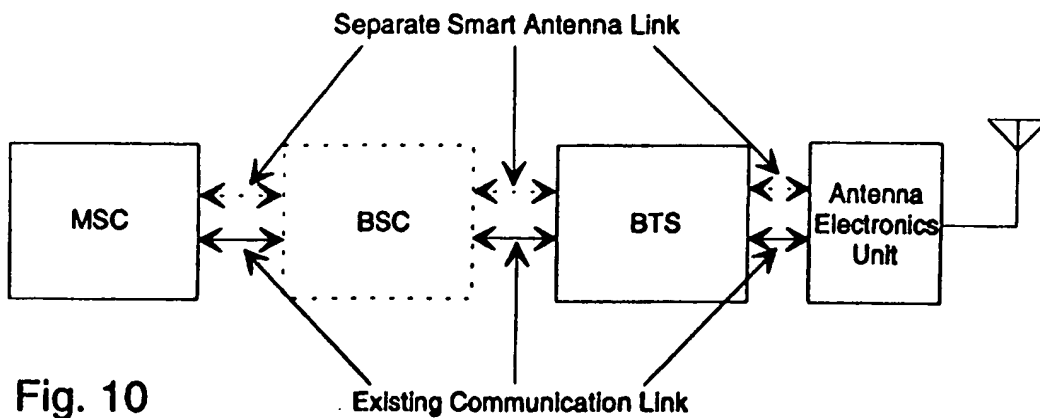 Separate Smart Antenna Link
MSC
BSC
BTS
Antenna
Electronics
Unit
Fig. 10
Existing Communication Link